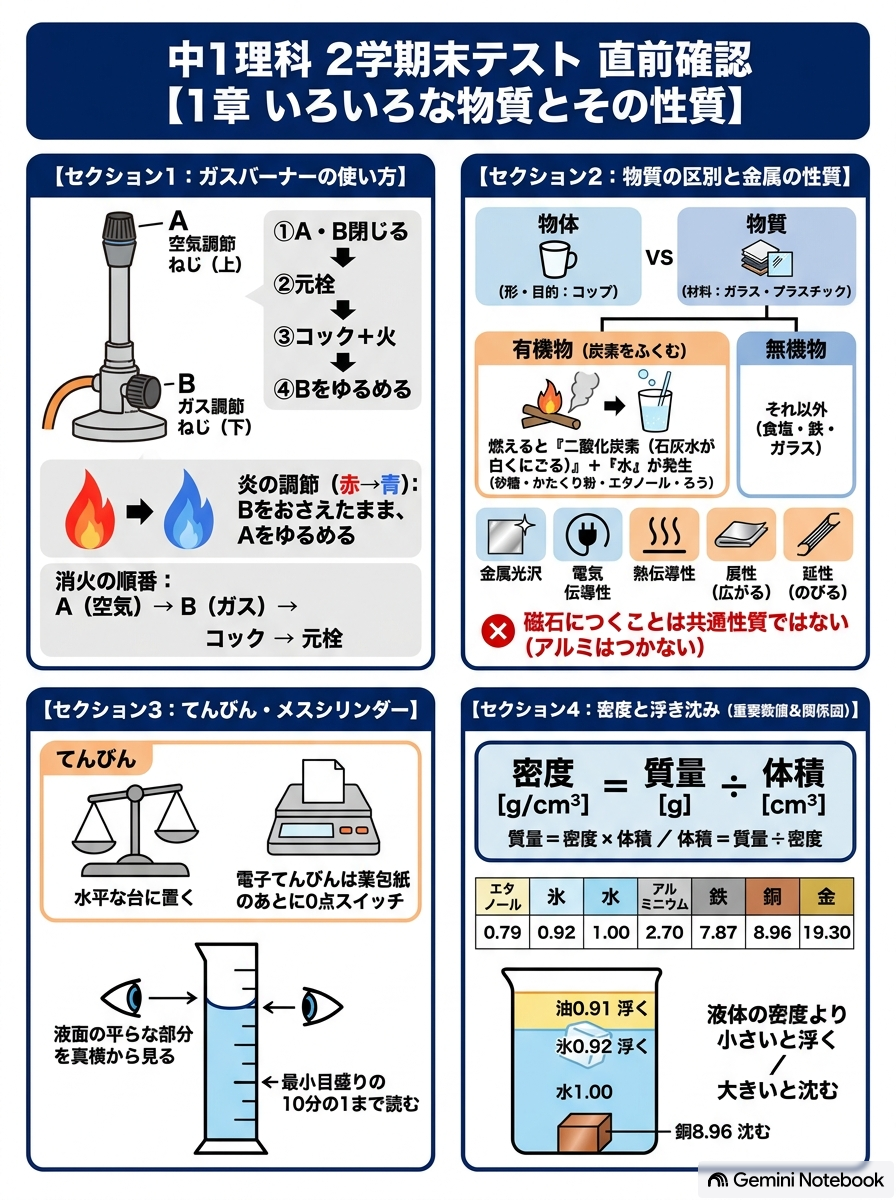 中1理科 2学期末テスト 直前確認
【1章 いろいろな物質とその性質】
【セクション1：ガスバーナーの使い方】
A
空気調節
ねじ（上）
B
ガス調節
ねじ（下）
①A・B閉じる
②元栓
③コック＋火
④Bをゆるめる
炎の調節（赤→青）：
Bをおさえたまま、
Aをゆるめる
消火の順番：
A（空気）→ B（ガス）→
コック → 元栓
【セクション2：物質の区別と金属の性質】
物体
（形・目的：コップ）
VS
物質
（材料：ガラス・プラスチック）
有機物（炭素をふくむ）
燃えると『二酸化炭素（石灰水が
白くにごる）』＋『水』が発生
（砂糖・かたくり粉・エタノール・ろう）
無機物
それ以外
（食塩・鉄・
ガラス）
金属光沢
電気
伝導性
熱伝導性
展性
（広がる）
延性
（のびる）
磁石につくことは共通性質ではない
（アルミはつかない）
【セクション3：てんびん・メスシリンダー】
てんびん
水平な台に置く
電子てんびんは薬包紙
のあとに0点スイッチ
液面の平らな部分
を真横から見る
最小目盛りの
10分の1まで読む
【セクション4：密度と浮き沈み（重要数値&関係図）】
密度 ＝ 質量 ÷ 体積
[g/cm³] [g] [cm³]
質量＝密度×体積 ／ 体積＝質量÷密度
エタ
ノール 氷 水 アル
ミニウム 鉄 銅 金
0.79 0.92 1.00 2.70 7.87 8.96 19.30
油0.91 浮く
氷0.92 浮く
水1.00
銅8.96 沈む
液体の密度より
小さいと浮く
／
大きいと沈む
Gemini Notebook